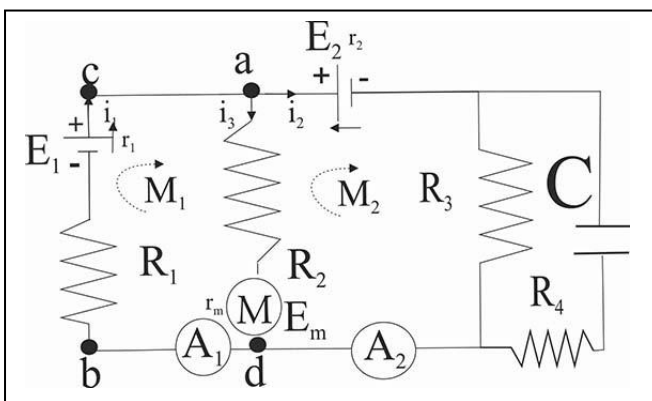 E₂ r₂
c a + -
i₁ i₃ i₂
+
E₁ r₁
-
M₁ M₂ R₃ C
R₁ R₂ R₄
rₘ M Eₘ
A₁ A₂
b d